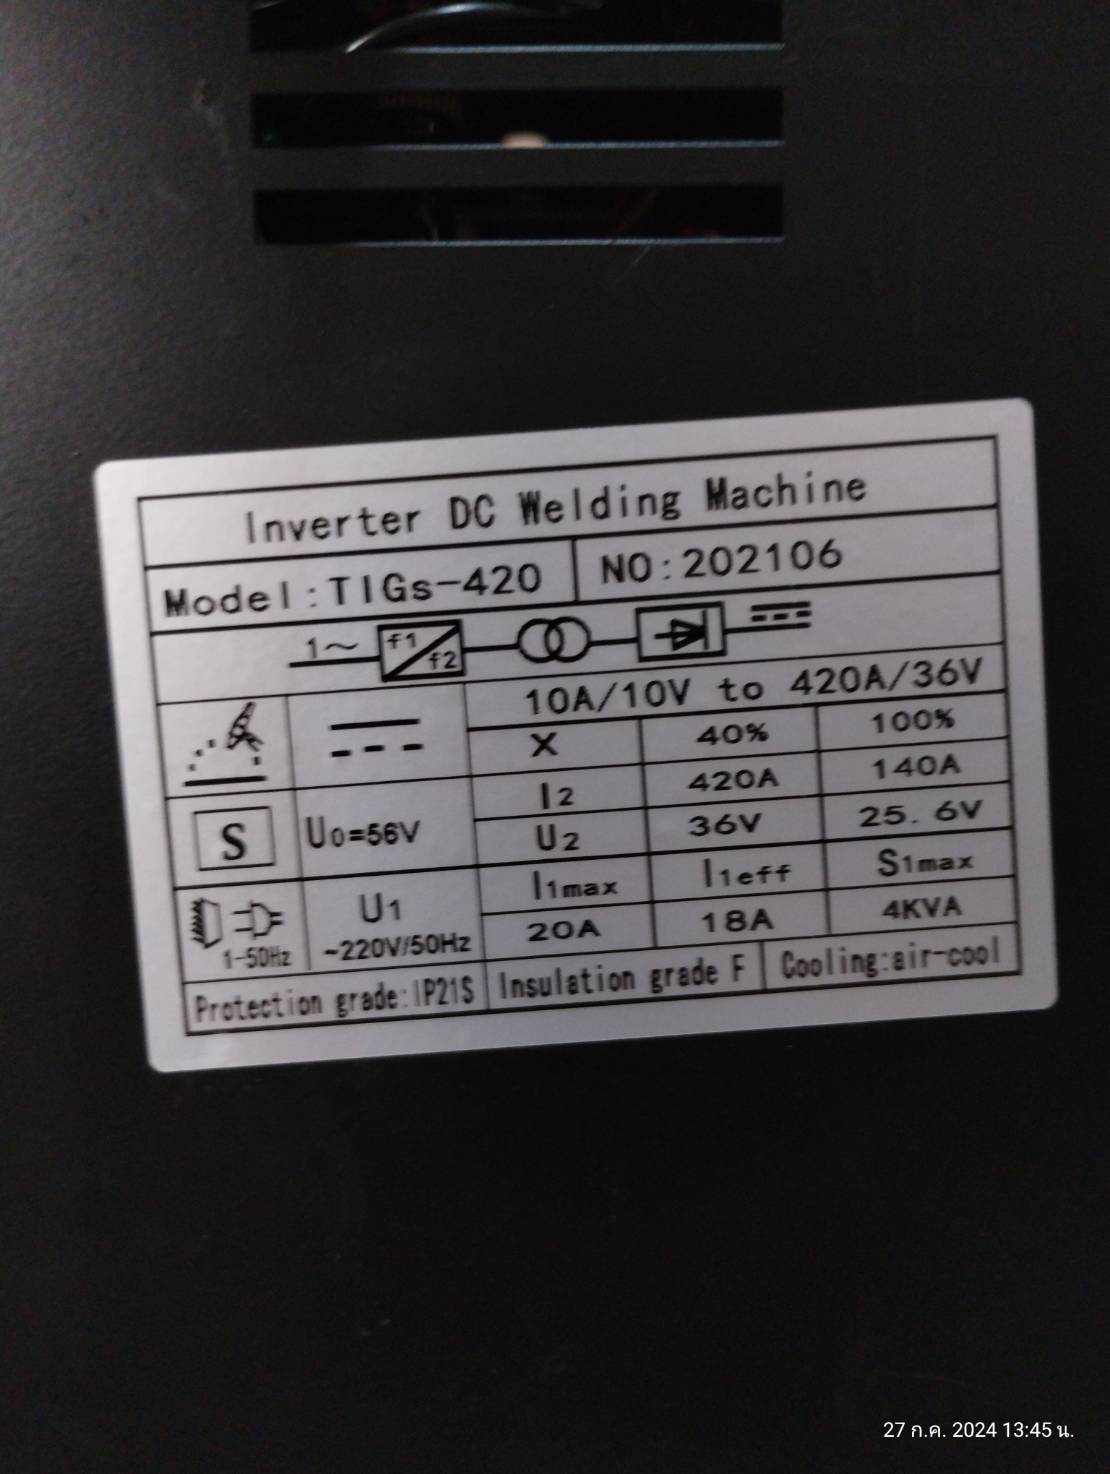 Inverter DC Welding Machine
Model:TIGs-420 NO:202106
1~ f1 f2
10A/10V to 420A/36V
X 40% 100%
I2 420A 140A
S U0=56V U2 36V 25.6V
I1max I1eff S1max
U1 20A 18A 4KVA
1-50Hz ~220V/50Hz
Protection grade:IP21S Insulation grade F Cooling:air-cool
27 ก.ค. 2024 13:45 น.